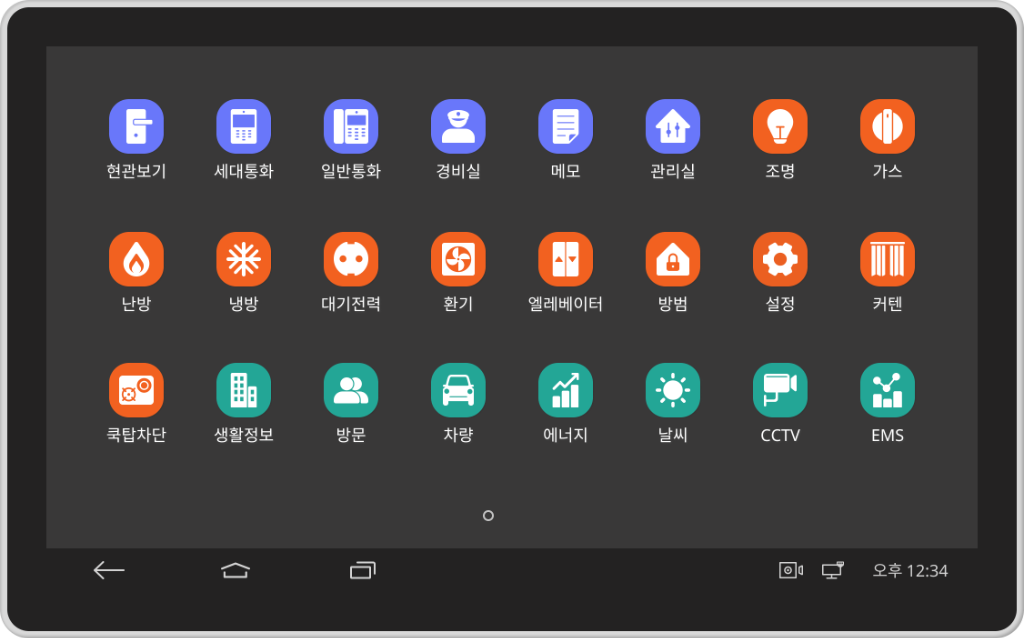 현관보기 세대통화 일반통화 경비실 메모 관리실 조명 가스
난방 냉방 대기전력 환기 엘레베이터 방범 설정 커텐
쿡탑차단 생활정보 방문 차량 에너지 날씨 CCTV EMS
오후 12:34